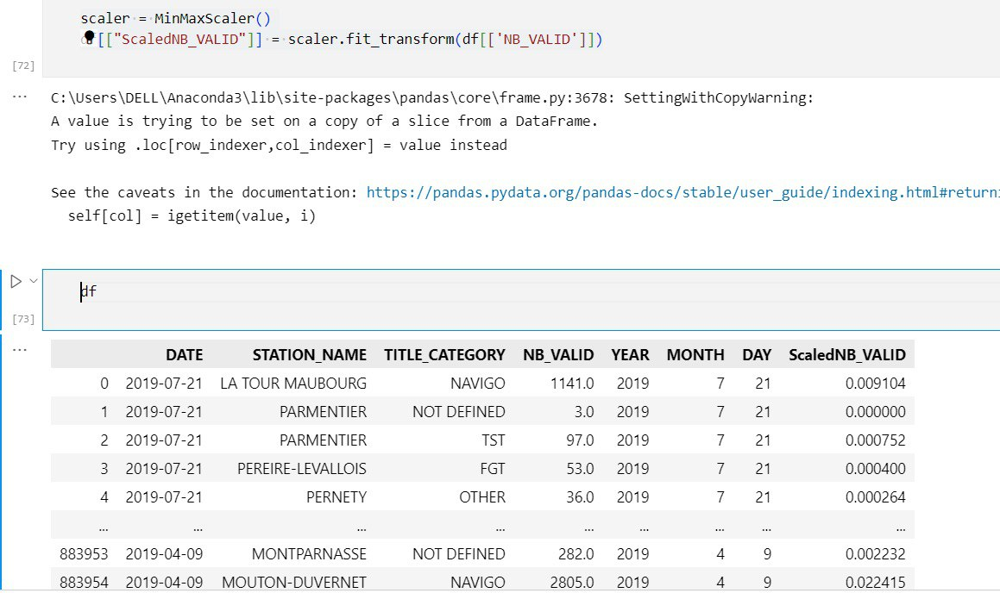 scaler = MinMaxScaler()
[["ScaledNB_VALID"]] = scaler.fit_transform(df[['NB_VALID']])
[72]
... C:\Users\DELL\Anaconda3\lib\site-packages\pandas\core\frame.py:3678: SettingWithCopyWarning:
A value is trying to be set on a copy of a slice from a DataFrame.
Try using .loc[row_indexer,col_indexer] = value instead
See the caveats in the documentation: https://pandas.pydata.org/pandas-docs/stable/user_guide/indexing.html#returni
self[col] = igetitem(value, i)
df
[73]
...
DATE STATION_NAME TITLE_CATEGORY NB_VALID YEAR MONTH DAY ScaledNB_VALID
0 2019-07-21 LA TOUR MAUBOURG NAVIGO 1141.0 2019 7 21 0.009104
1 2019-07-21 PARMENTIER NOT DEFINED 3.0 2019 7 21 0.000000
2 2019-07-21 PARMENTIER TST 97.0 2019 7 21 0.000752
3 2019-07-21 PEREIRE-LEVALLOIS FGT 53.0 2019 7 21 0.000400
4 2019-07-21 PERNETY OTHER 36.0 2019 7 21 0.000264
... ... ... ... ... ... ... ... ...
883953 2019-04-09 MONTPARNASSE NOT DEFINED 282.0 2019 4 9 0.002232
883954 2019-04-09 MOUTON-DUVERNET NAVIGO 2805.0 2019 4 9 0.022415